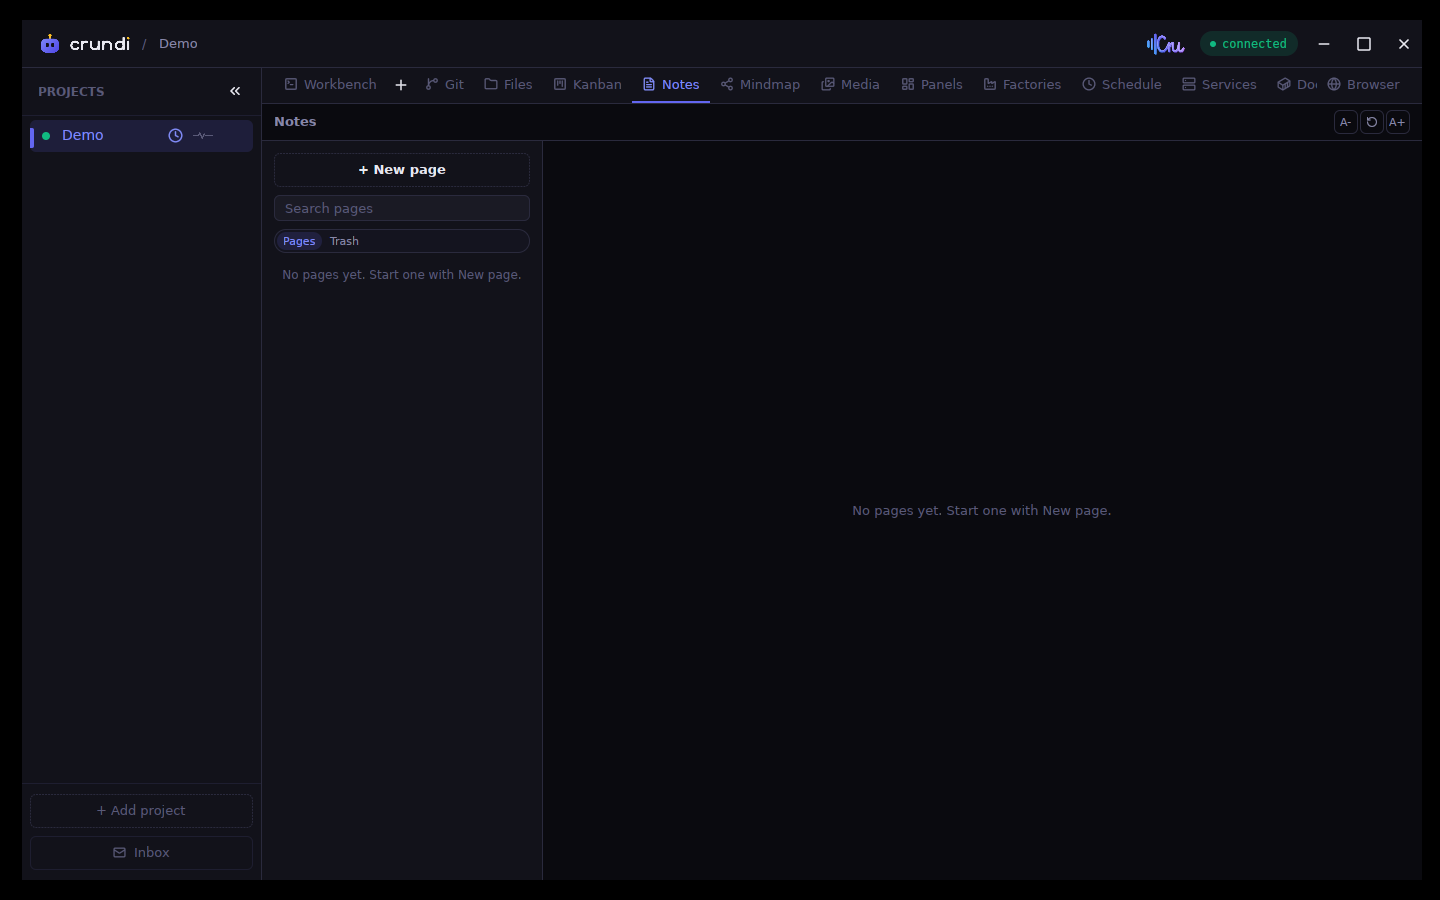 crundi / Demo
Cru
connected
PROJECTS
Workbench
Git
Files
Kanban
Notes
Mindmap
Media
Panels
Factories
Schedule
Services
Browser
Demo
Notes
A-
A+
+ New page
Search pages
Pages Trash
No pages yet. Start one with New page.
No pages yet. Start one with New page.
+ Add project
Inbox